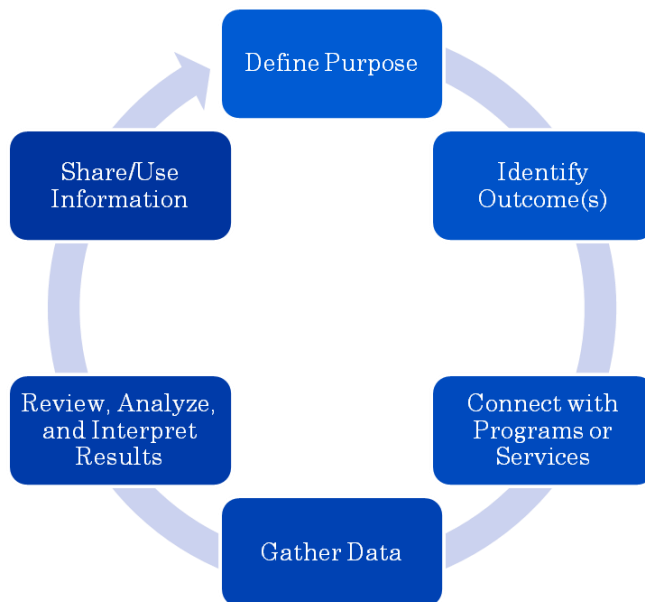 Define Purpose
Identify
Outcome(s)
Connect with
Programs or
Services
Gather Data
Review, Analyze,
and Interpret
Results
Share/Use
Information